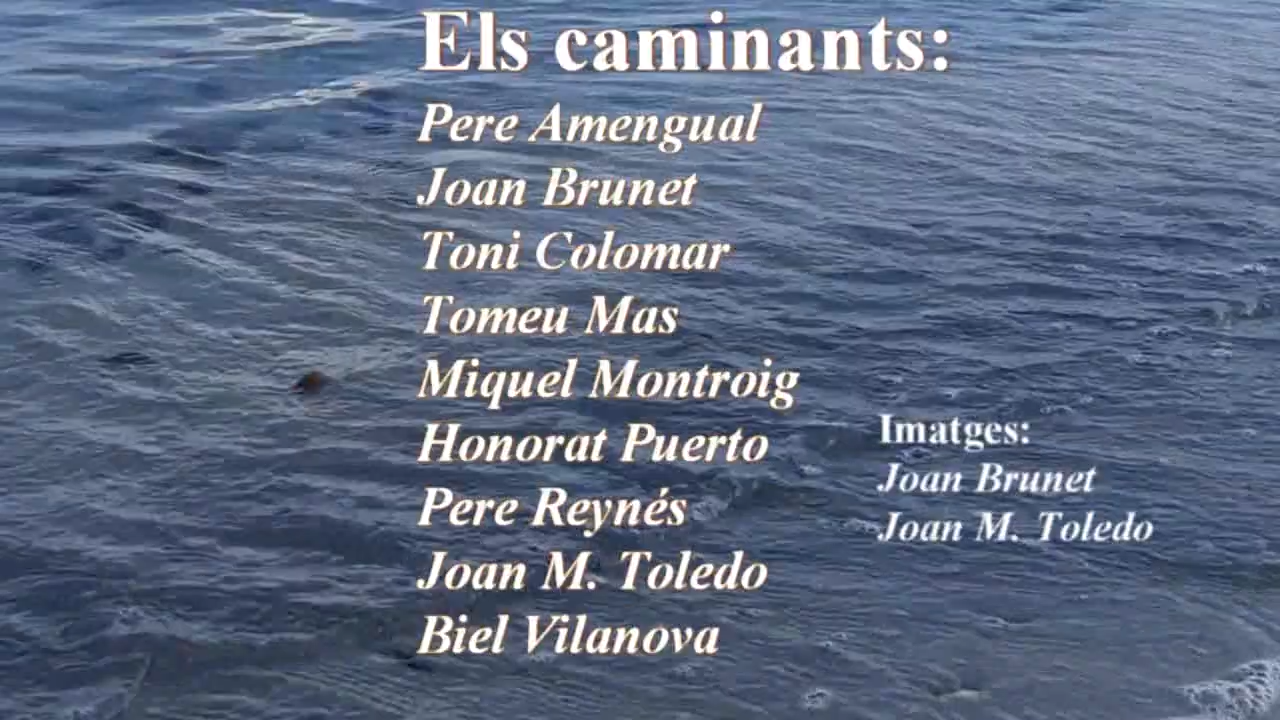 Els caminants:
Pere Amengual
Joan Brunet
Toni Colomar
Tomeu Mas
Miquel Montroig
Honorat Puerto
Pere Reynés
Joan M. Toledo
Biel Vilanova
Imatges:
Joan Brunet
Joan M. Toledo